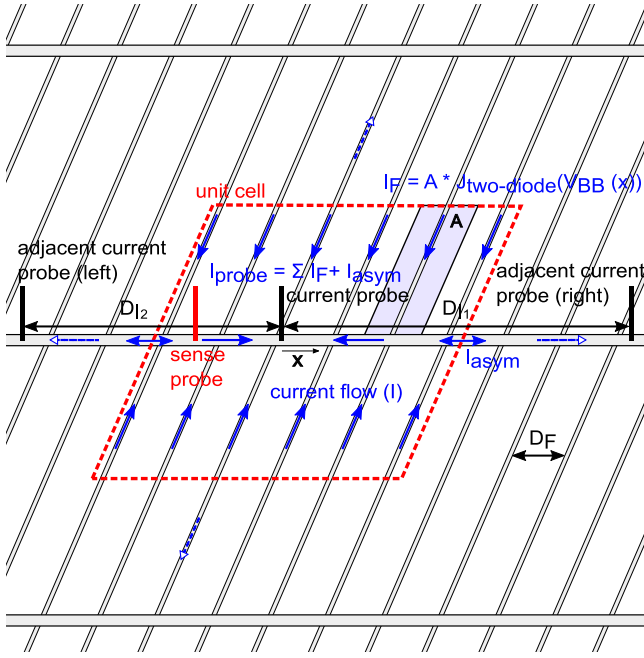 I_F = A * J_two-diode(V_BB (x))
unit cell
A
adjacent current
probe (left)
I_probe = Σ I_F+ I_asym
adjacent current
probe (right)
current probe
D_I2
D_I1
sense
probe
x
I_asym
current flow (I)
D_F